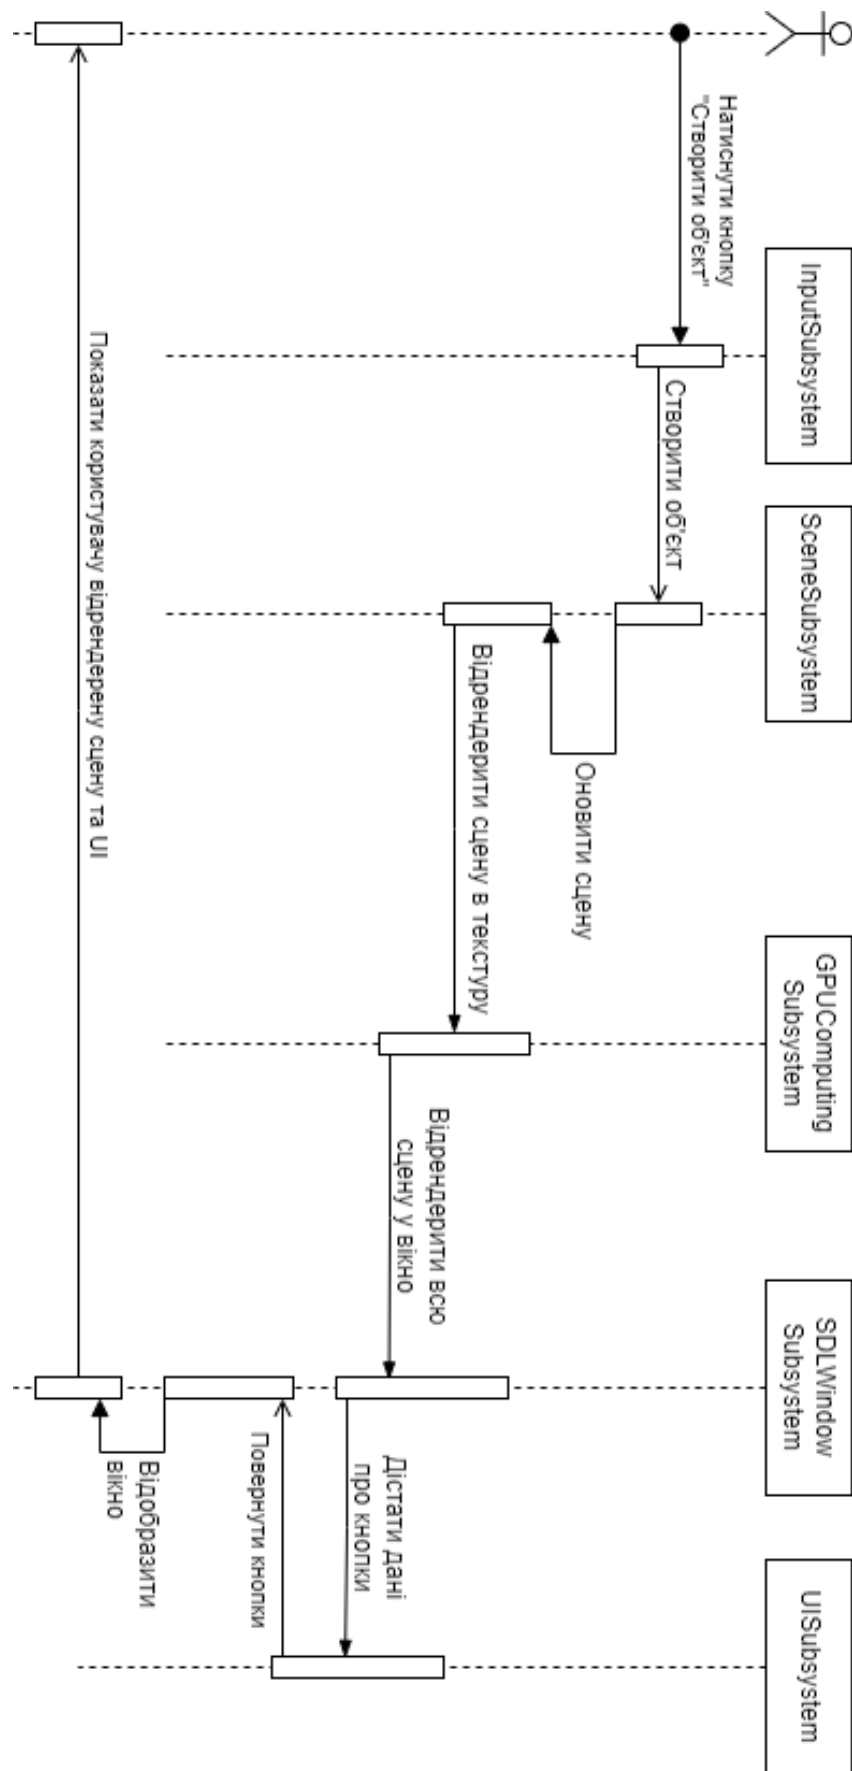 InputSubsystem
SceneSubsystem
GPUComputing
Subsystem
SDLWindow
Subsystem
UISubsystem
Натиснути кнопку
"Створити об'єкт"
Створити об'єкт
Оновити сцену
Відрендерити сцену в текстуру
Відрендерити всю
сцену у вікно
Дістати дані
про кнопки
Повернути кнопки
Відобразити
вікно
Показати користувачу відрендерену сцену та UI